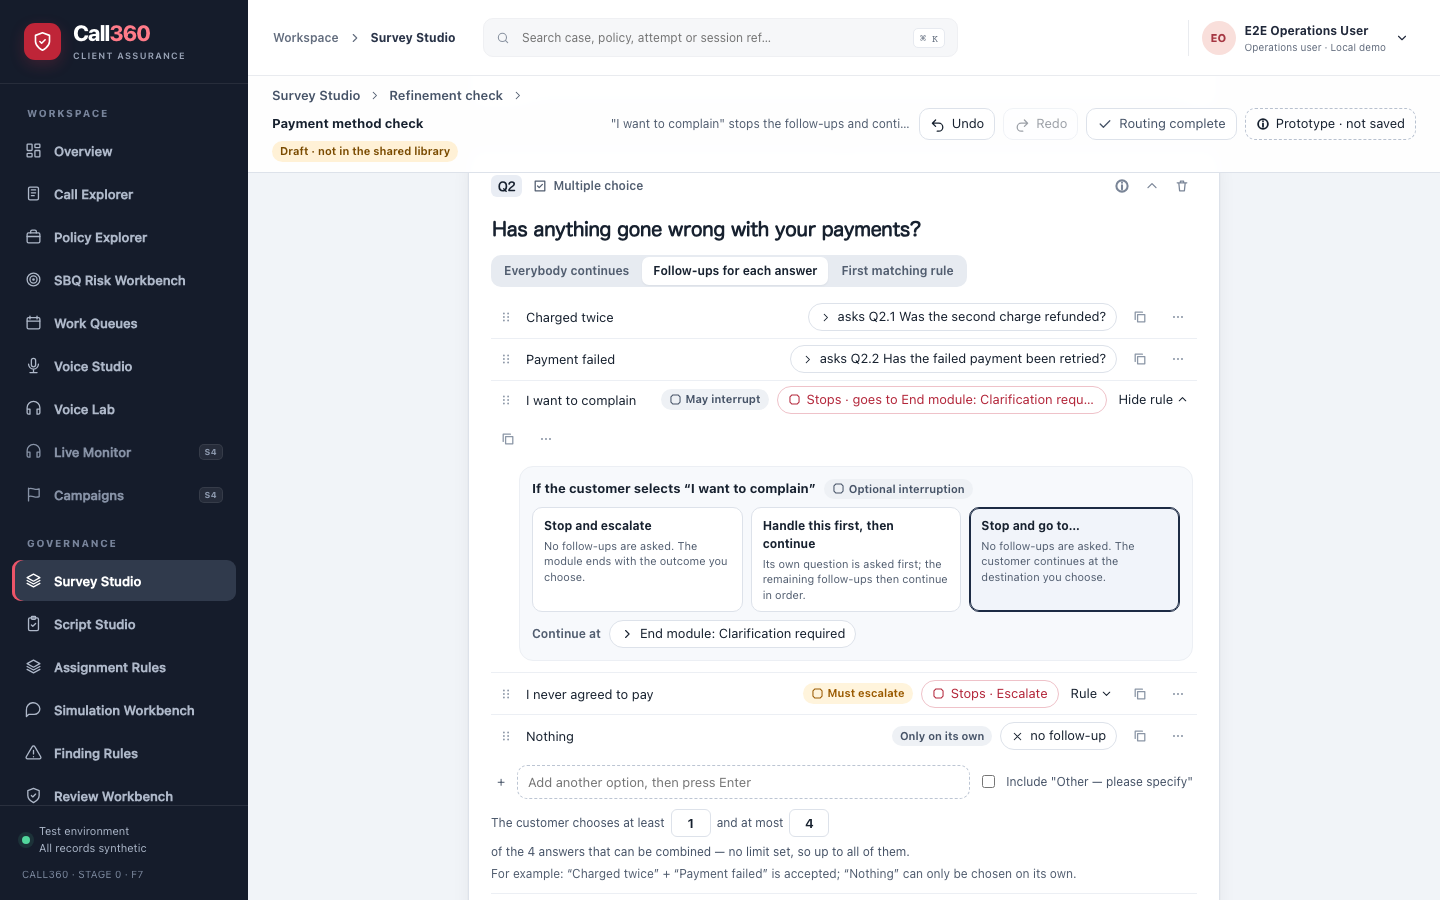 Call360
CLIENT ASSURANCE
WORKSPACE
Overview
Call Explorer
Policy Explorer
SBQ Risk Workbench
Work Queues
Voice Studio
Voice Lab
Live Monitor S4
Campaigns S4
GOVERNANCE
Survey Studio
Script Studio
Assignment Rules
Simulation Workbench
Finding Rules
Review Workbench
Test environment
All records synthetic
CALL360 · STAGE 0 · F7
Workspace > Survey Studio
Search case, policy, attempt or session ref...
⌘ K
EO
E2E Operations User
Operations user · Local demo
Survey Studio > Refinement check >
Payment method check
Draft · not in the shared library
"I want to complain" stops the follow-ups and conti...
Undo
Redo
Routing complete
Prototype · not saved
Q2 Multiple choice
Has anything gone wrong with your payments?
Everybody continues
Follow-ups for each answer
First matching rule
Charged twice
asks Q2.1 Was the second charge refunded?
Payment failed
asks Q2.2 Has the failed payment been retried?
I want to complain
May interrupt
Stops · goes to End module: Clarification requ...
Hide rule
If the customer selects “I want to complain”
Optional interruption
Stop and escalate
No follow-ups are asked. The
module ends with the outcome you
choose.
Handle this first, then
continue
Its own question is asked first; the
remaining follow-ups then continue
in order.
Stop and go to...
No follow-ups are asked. The
customer continues at the
destination you choose.
Continue at
End module: Clarification required
I never agreed to pay
Must escalate
Stops · Escalate
Rule
Nothing
Only on its own
no follow-up
+ Add another option, then press Enter
Include "Other — please specify"
The customer chooses at least 1 and at most 4
of the 4 answers that can be combined — no limit set, so up to all of them.
For example: “Charged twice” + “Payment failed” is accepted; “Nothing” can only be chosen on its own.